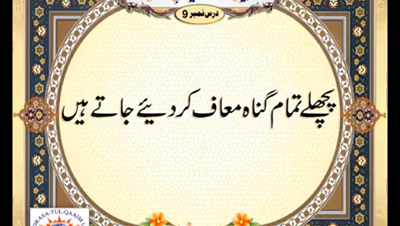 درس نمبر 9
پچھلے تمام گناہ معاف کر دیئے جاتے ہیں